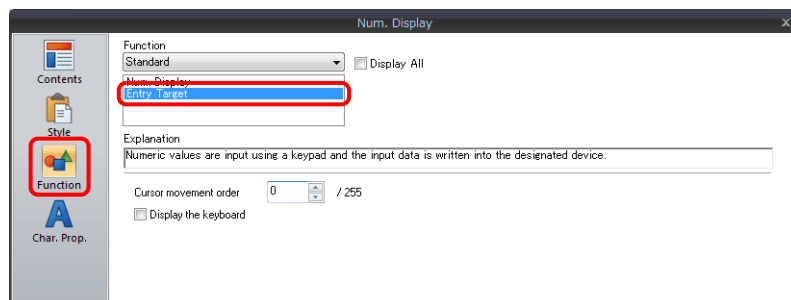 Num. Display
Contents
Style
Function
Char. Prop.
Function
Standard
Display All
Num. Display
Entry Target
Explanation
Numeric values are input using a keypad and the input data is written into the designated device.
Cursor movement order 0 / 255
Display the keyboard